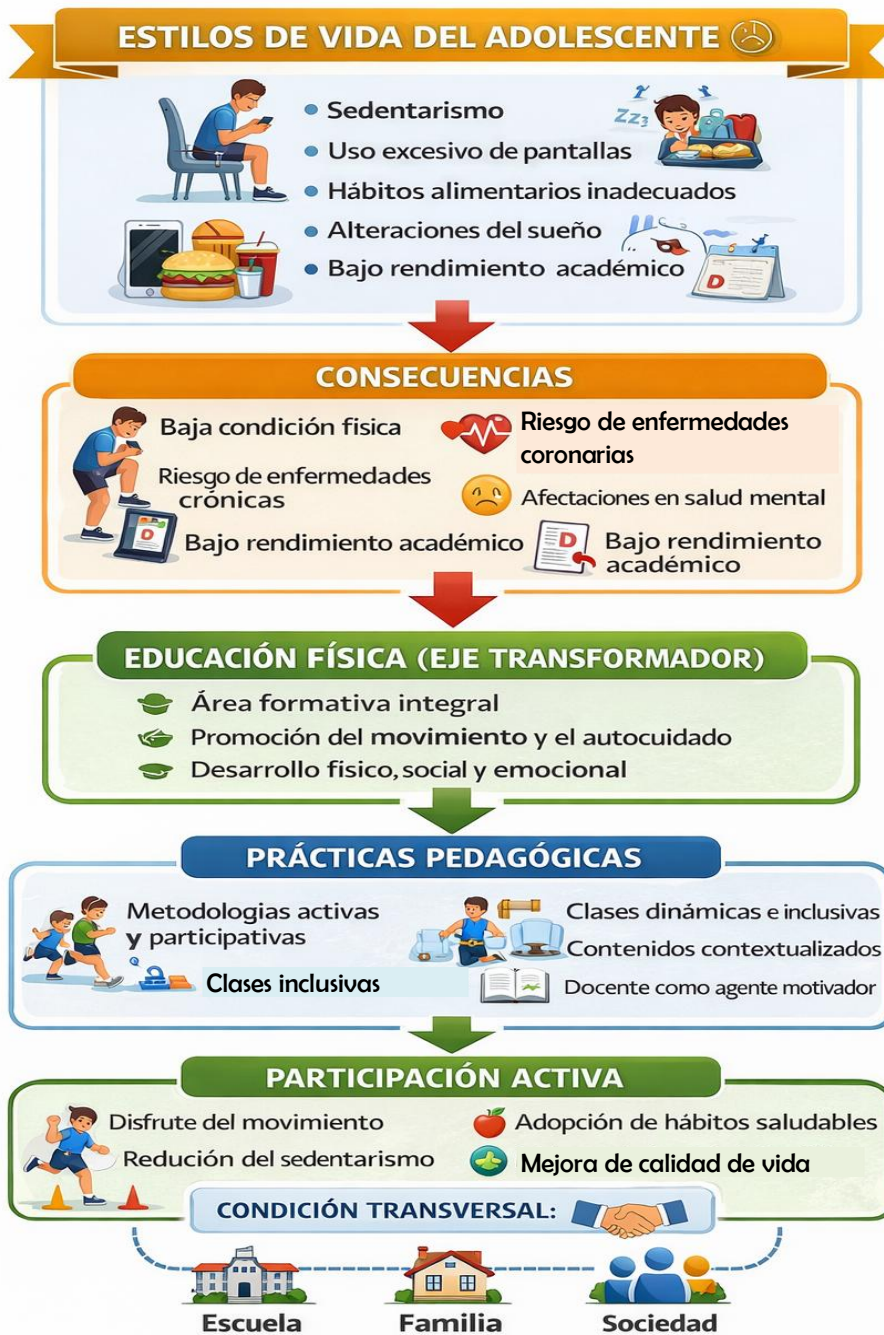 ESTILOS DE VIDA DEL ADOLESCENTE
Sedentarismo
ZZ3
Uso excesivo de pantallas
Hábitos alimentarios inadecuados
Alteraciones del sueño
Bajo rendimiento académico
D
CONSECUENCIAS
Baja condición fisica
Riesgo de enfermedades
coronarias
Riesgo de enfermedades
crónicas
Afectaciones en salud mental
D
Bajo rendimiento académico
D
Bajo rendimiento
académico
EDUCACIÓN FÍSICA (EJE TRANSFORMADOR)
Área formativa integral
Promoción del movimiento y el autocuidado
Desarrollo fisico, social y emocional
PRÁCTICAS PEDAGÓGICAS
Metodologias activas
y participativas
Clases inclusivas
Clases dinámicas e inclusivas
Contenidos contextualizados
Docente como agente motivador
PARTICIPACIÓN ACTIVA
Disfrute del movimiento
Adopción de hábitos saludables
Redución del sedentarismo
Mejora de calidad de vida
CONDICIÓN TRANSVERSAL:
Escuela
Familia
Sociedad